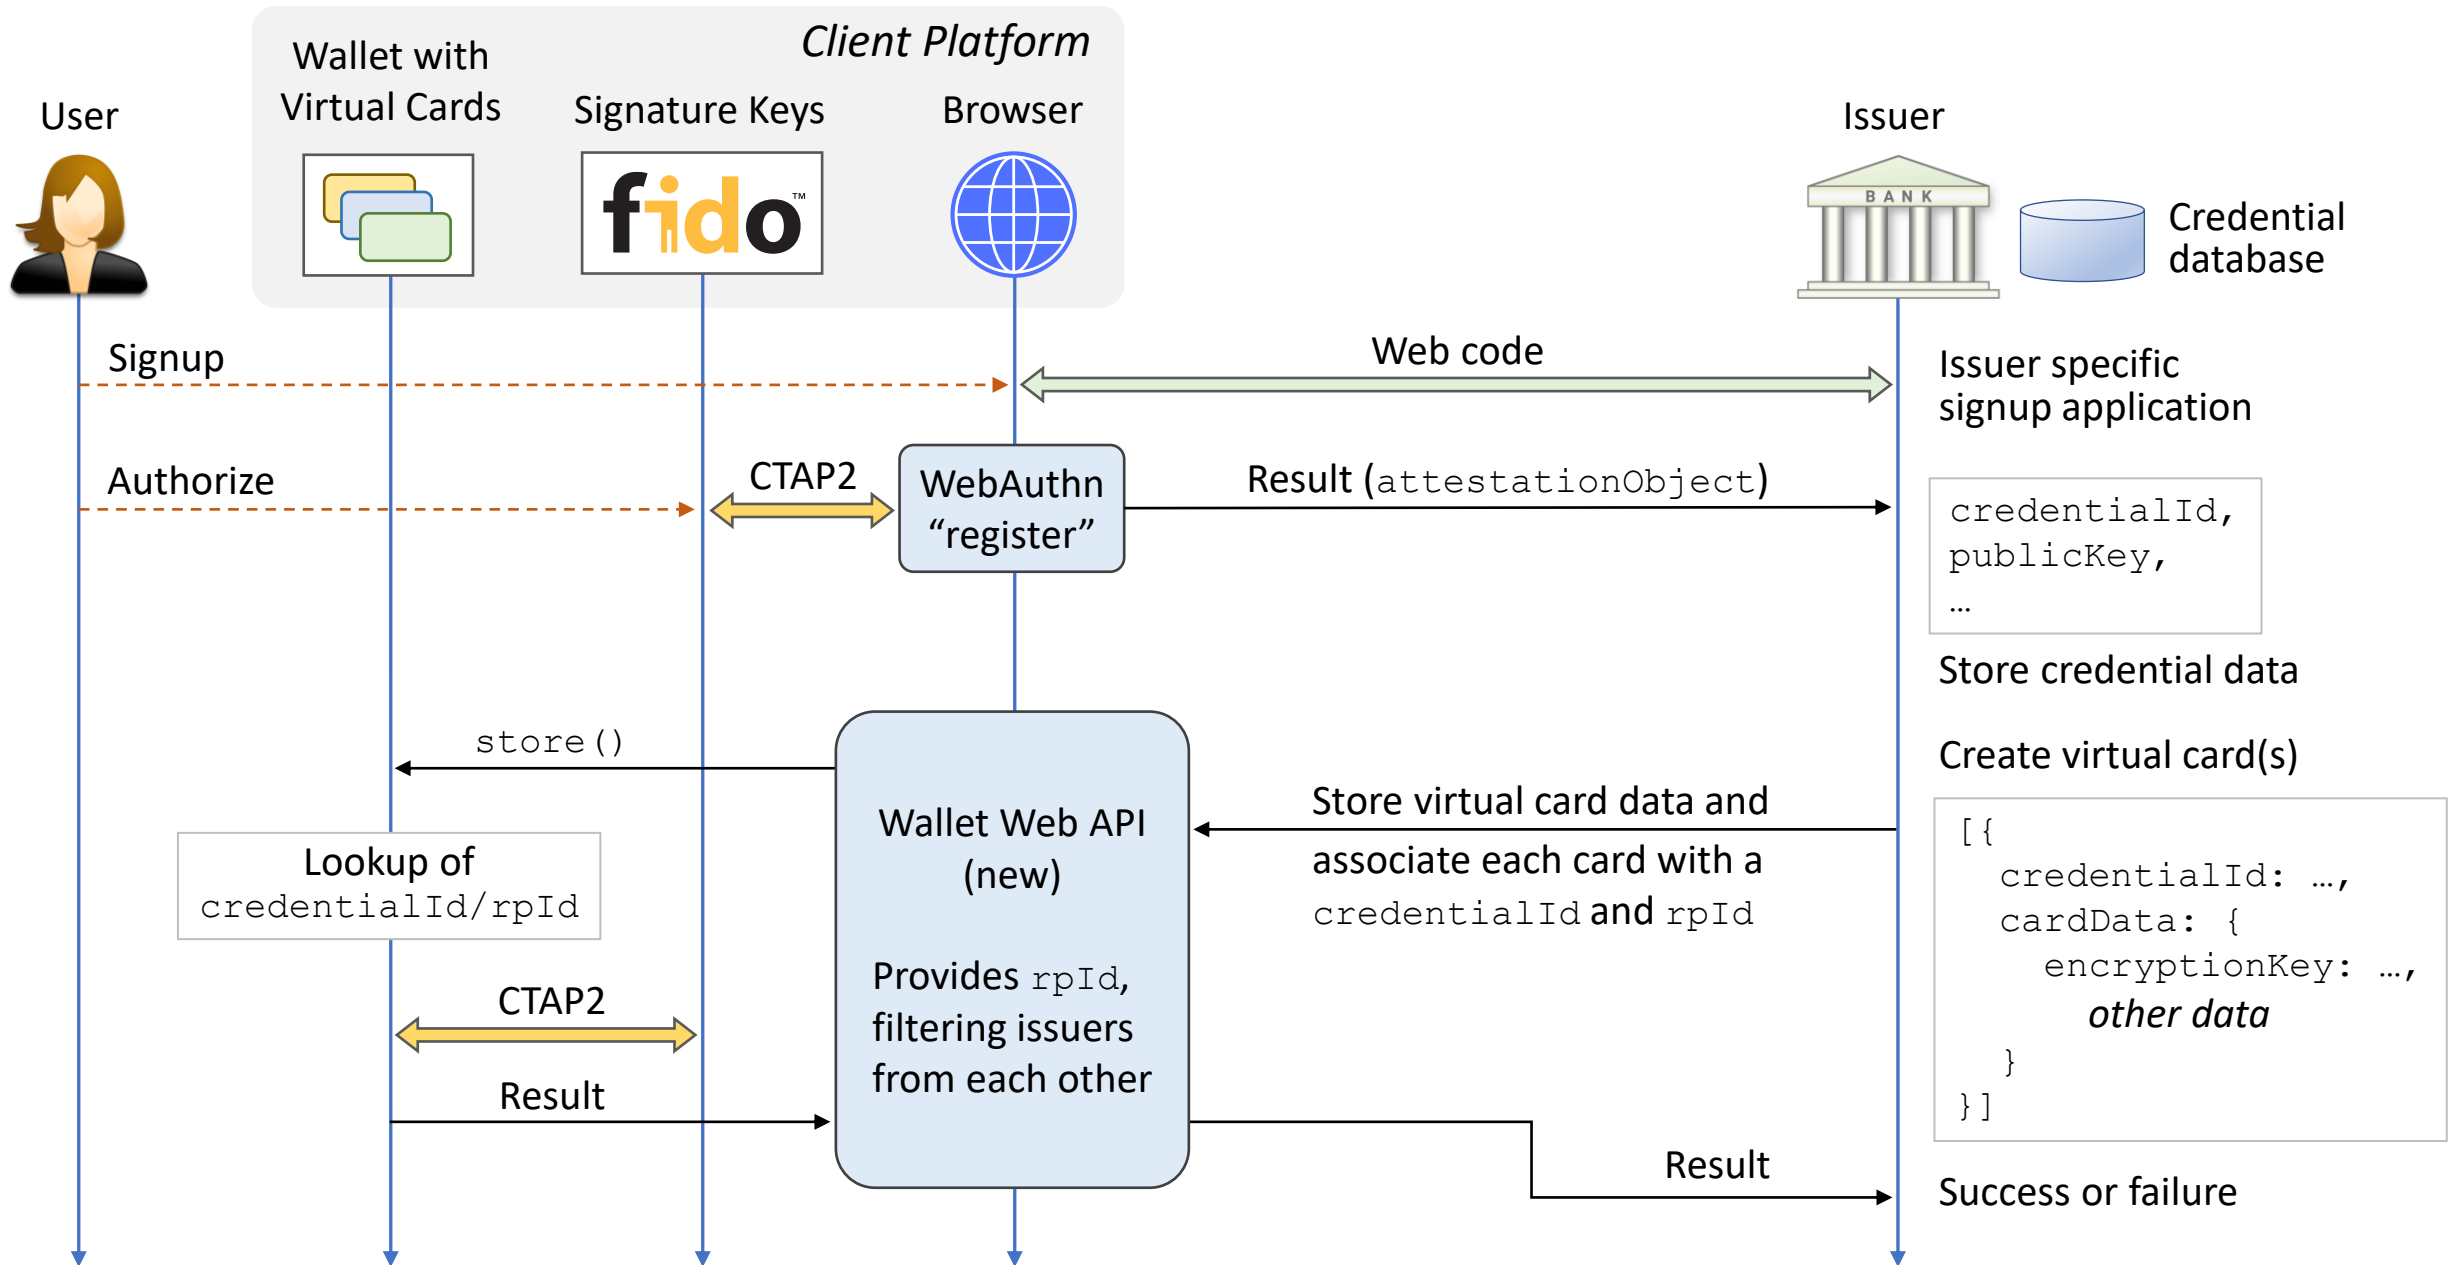 Client Platform
Wallet with
Virtual Cards
User
Signature Keys
Browser
Issuer
fido™
BANK
Credential
database
Signup
Web code
Issuer specific
signup application
Authorize
CTAP2
WebAuthn
“register”
Result (attestationObject)
credentialId,
publicKey,
…
Store credential data
store()
Create virtual card(s)
Wallet Web API
(new)
Provides rpId,
filtering issuers
from each other
Store virtual card data and
associate each card with a
credentialId and rpId
[{
credentialId: …,
cardData: {
encryptionKey: …,
other data
}
}]
Lookup of
credentialId/rpId
CTAP2
Result
Result
Success or failure